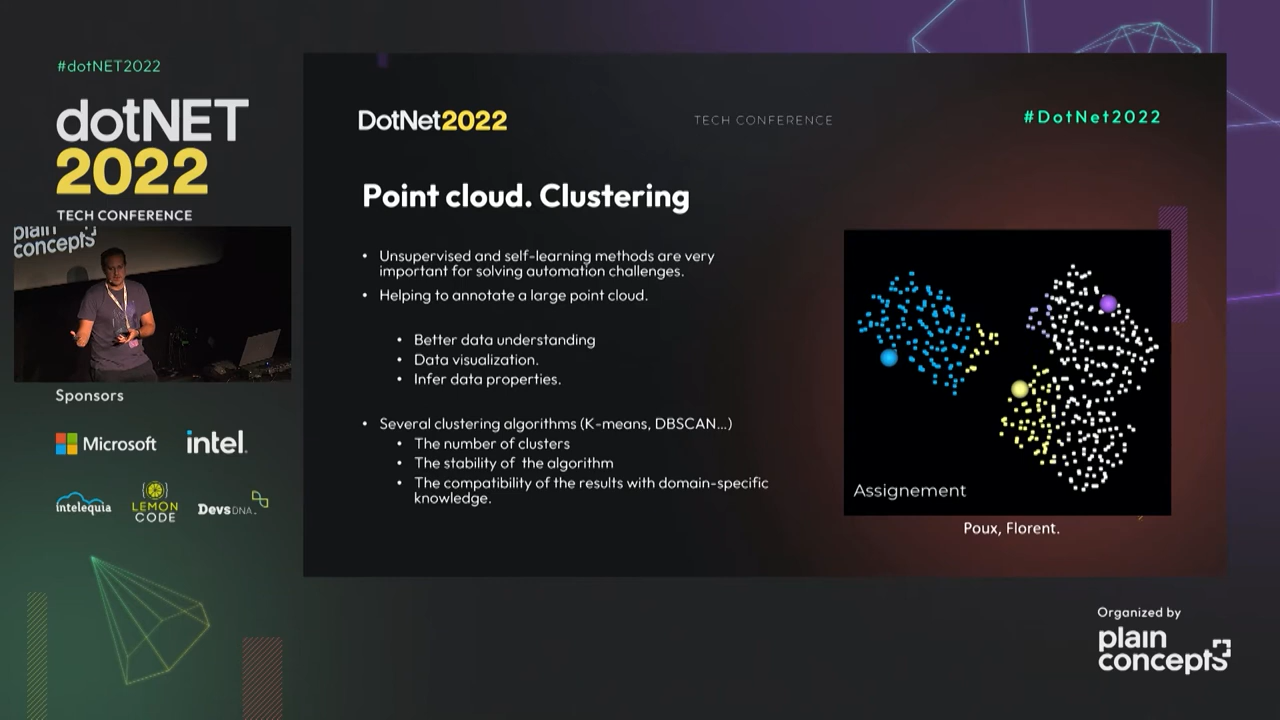 #dotNET2022
dotNET
2022
TECH CONFERENCE
plain
concepts
Sponsors
Microsoft
intel.
intelequia
LEMON
CODE
DevsDNA.
DotNet2022
TECH CONFERENCE
#DotNet2022
Point cloud. Clustering
• Unsupervised and self-learning methods are very
important for solving automation challenges.
• Helping to annotate a large point cloud.
• Better data understanding
• Data visualization.
• Infer data properties.
• Several clustering algorithms (K-means, DBSCAN...)
• The number of clusters
• The stability of the algorithm
• The compatibility of the results with domain-specific
knowledge.
Assignement
Poux, Florent.
Organized by
plain
concepts